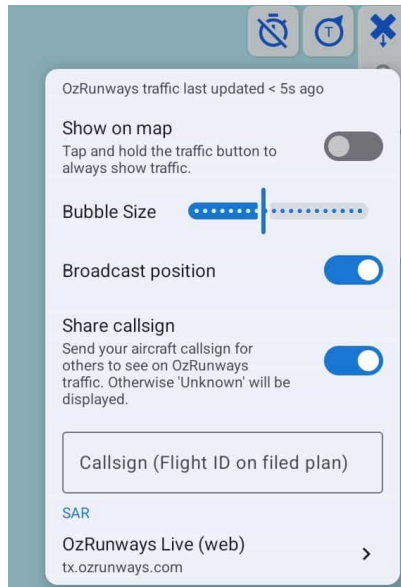 T
OzRunways traffic last updated < 5s ago
Show on map
Tap and hold the traffic button to
always show traffic.
Bubble Size
Broadcast position
Share callsign
Send your aircraft callsign for
others to see on OzRunways
traffic. Otherwise 'Unknown' will be
displayed.
Callsign (Flight ID on filed plan)
SAR
OzRunways Live (web)
tx.ozrunways.com